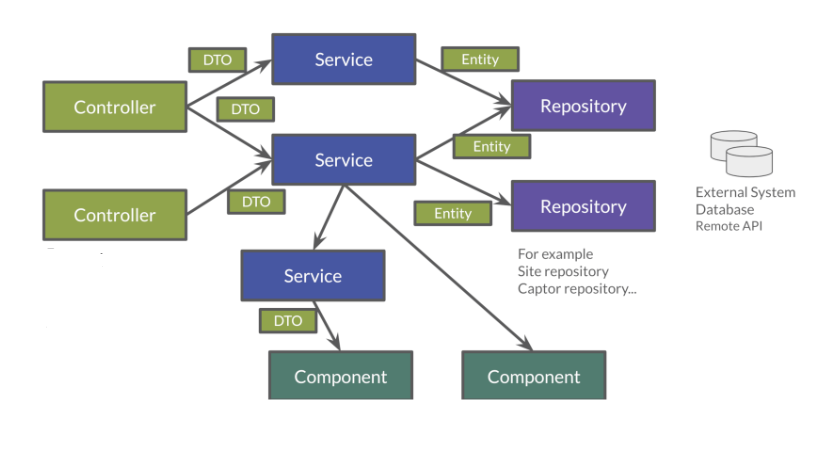 DTO
Service
Entity
Controller
DTO
Repository
Service
Entity
Controller
DTO
Entity
Repository
External System
Database
Remote API
For example
Site repository
Captor repository...
Service
DTO
Component
Component